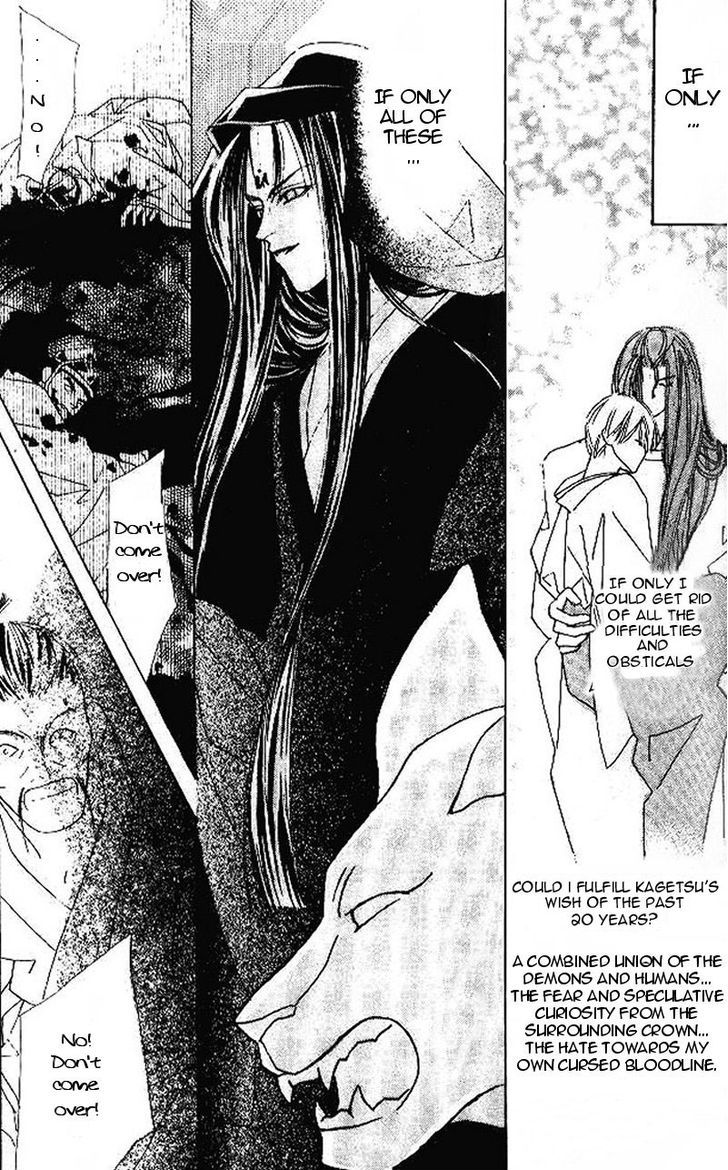 IF
ONLY
...
IF ONLY I
COULD GET RID
OF ALL THE
DIFFICULTIES
AND
OBSTICALS
COULD I FULFILL KAGETSU'S
WISH OF THE PAST
20 YEARS?
A COMBINED UNION OF THE
DEMONS AND HUMANS...
THE FEAR AND SPECULATIVE
CURIOSITY FROM THE
SURROUNDING CROWN...
THE HATE TOWARDS MY
OWN CURSED BLOODLINE.
IF ONLY
ALL OF
THESE
...
...No!
Don't
come
over!
No!
Don't
come
over!